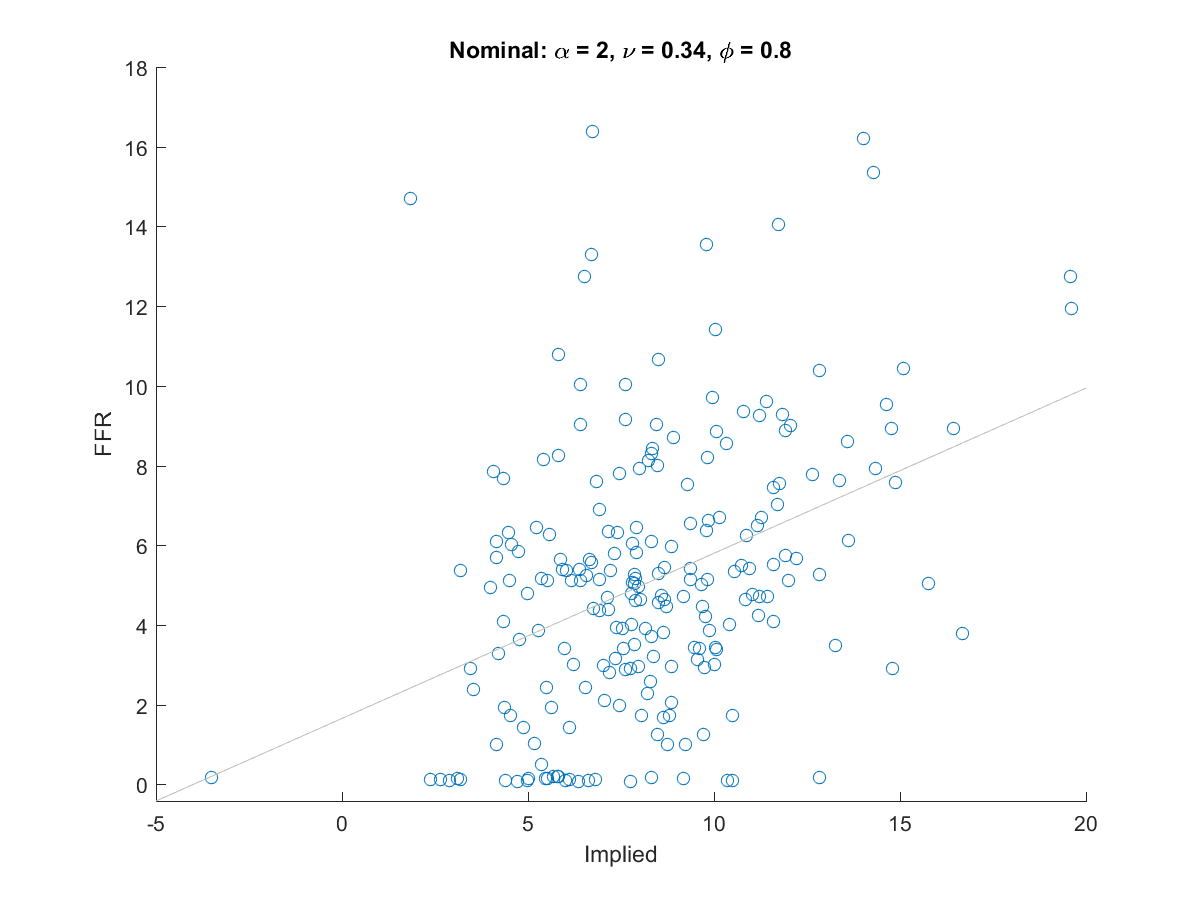 Nominal: α = 2, ν = 0.34, ϕ = 0.8
18
16
14
12
10
8
6
4
2
0
FFR
-5 0 5 10 15 20
Implied